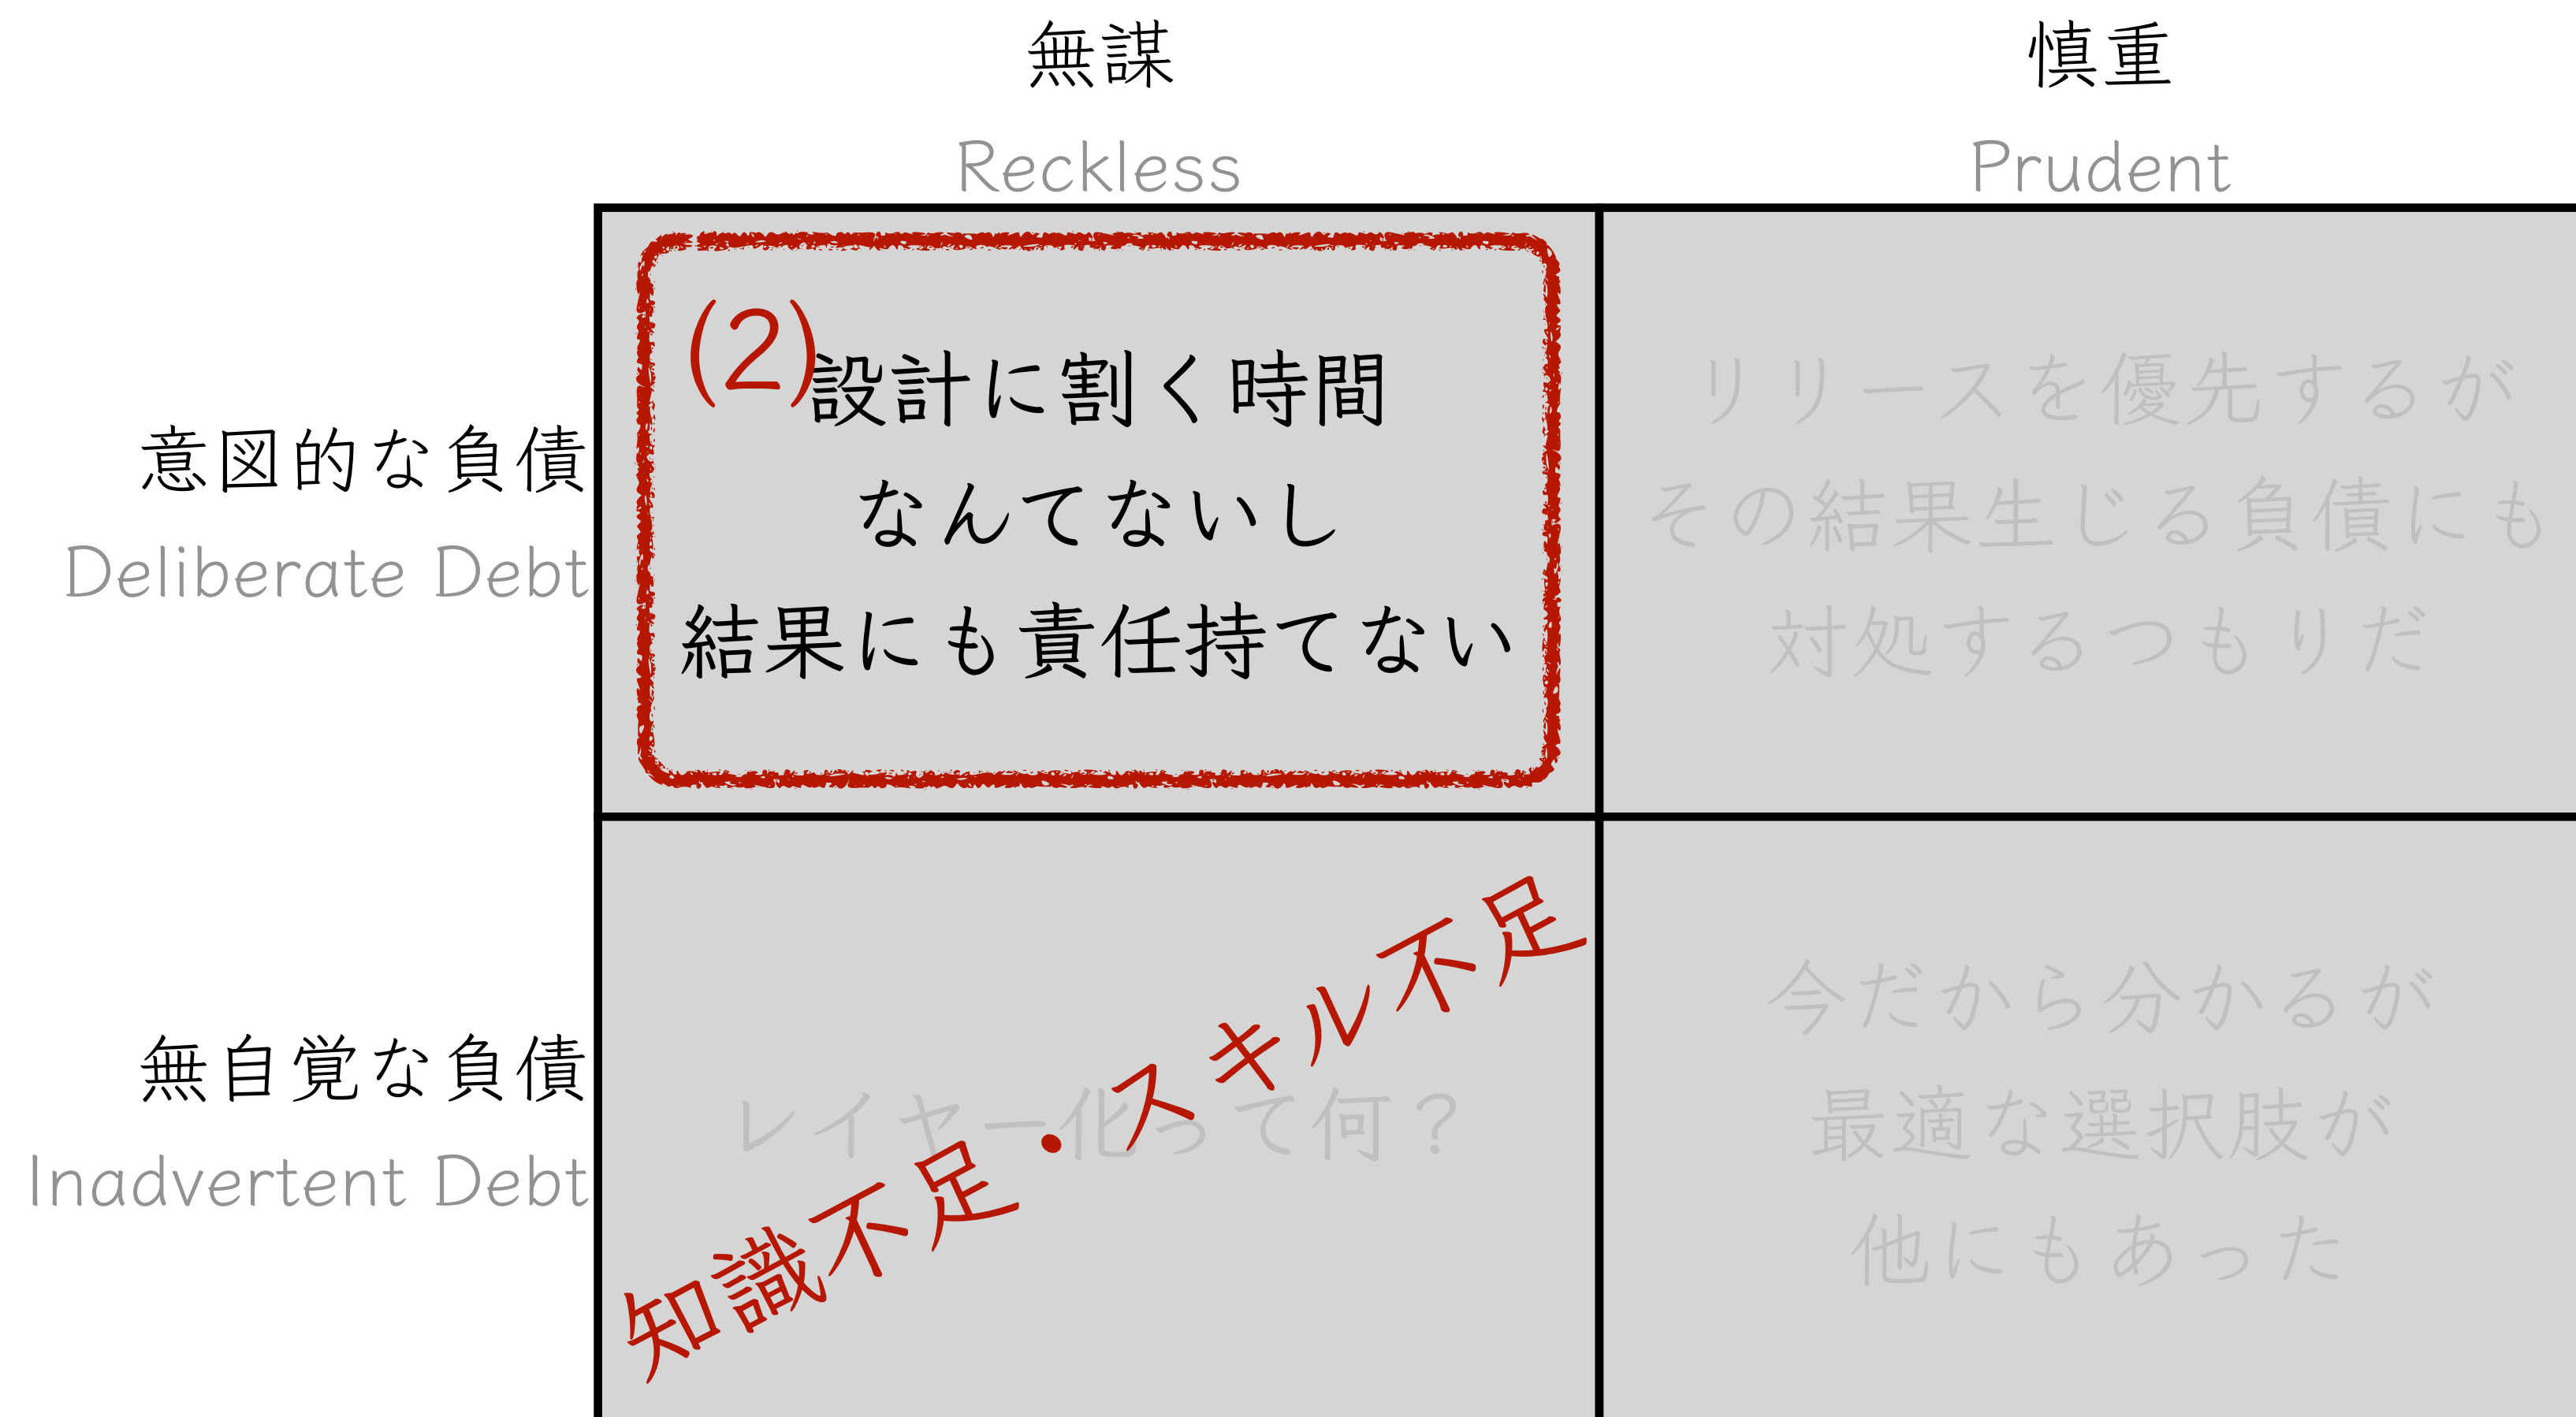 無謀
Reckless
慎重
Prudent
意図的な負債
Deliberate Debt
(2)
設計に割く時間
なんてないし
結果にも責任持てない
リリースを優先するが
その結果生じる負債にも
対処するつもりだ
無自覚な負債
Inadvertent Debt
レイヤー化って何？
知識不足・スキル不足
今だから分かるが
最適な選択肢が
他にもあった